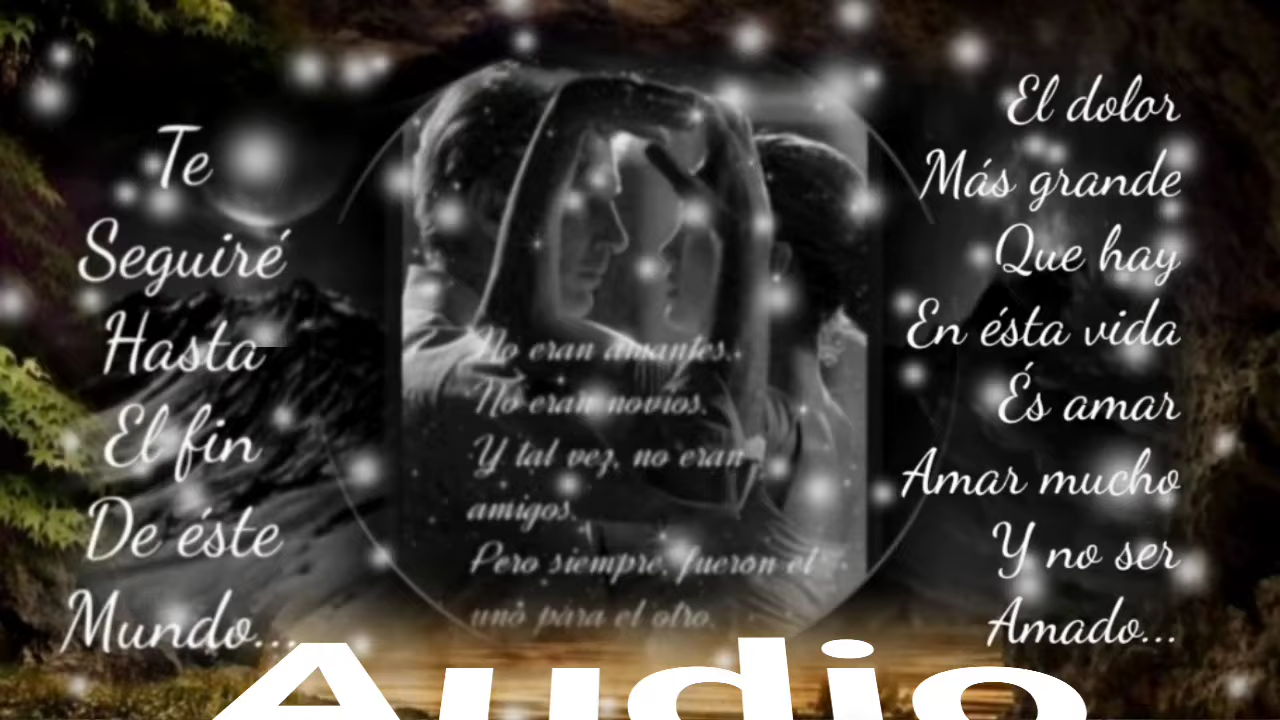 Te
Seguiré
Hasta
El fin
De éste
Mundo...
No eran amantes.
No eran novios.
Y tal vez, no eran
amigos.
Pero siempre, fueron el
uno para el otro.
El dolor
Más grande
Que hay
En ésta vida
És amar
Amar mucho
Y no ser
Amado...
Audio